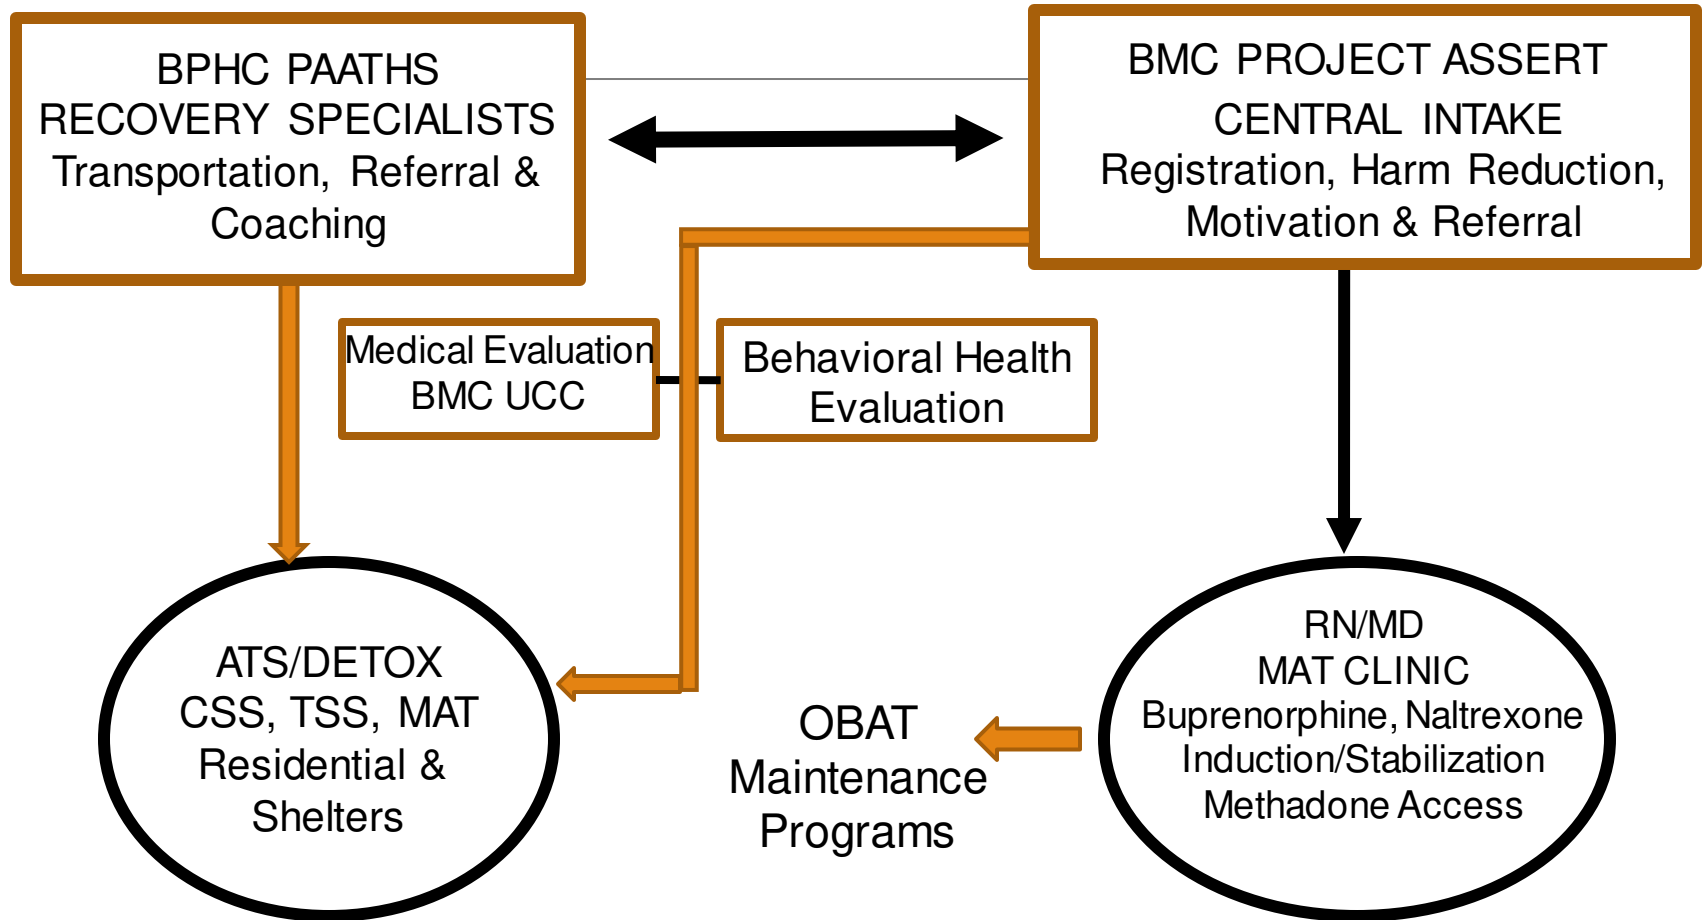 BPHC PAATHS
RECOVERY SPECIALISTS
Transportation, Referral &
Coaching
BMC PROJECT ASSERT
CENTRAL INTAKE
Registration, Harm Reduction,
Motivation & Referral
Medical Evaluation
BMC UCC
Behavioral Health
Evaluation
ATS/DETOX
CSS, TSS, MAT
Residential &
Shelters
OBAT
Maintenance
Programs
RN/MD
MAT CLINIC
Buprenorphine, Naltrexone
Induction/Stabilization
Methadone Access